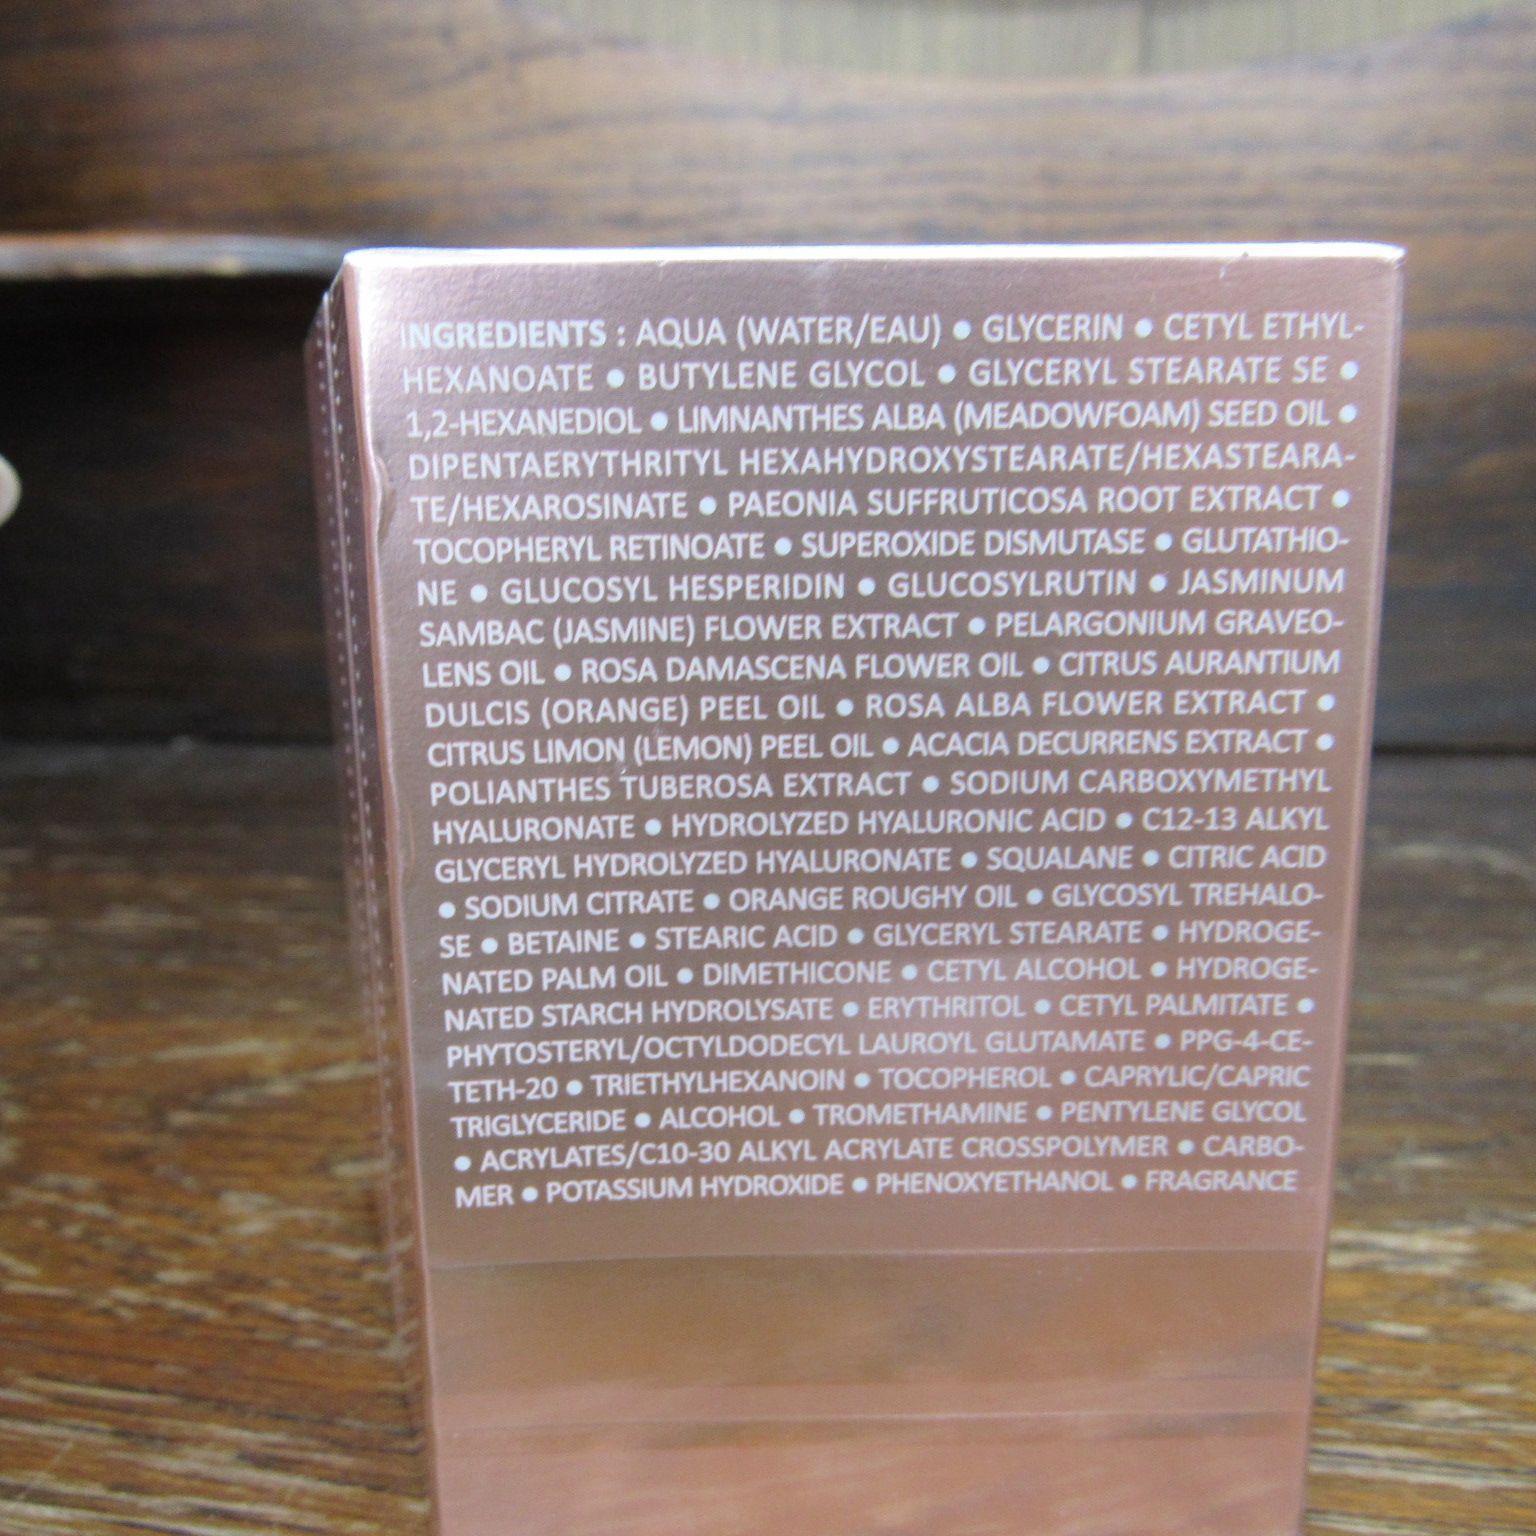 INGREDIENTS : AQUA (WATER/EAU) ● GLYCERIN ● CETYL ETHYL-
HEXANOATE ● BUTYLENE GLYCOL ● GLYCERYL STEARATE SE ●
1,2-HEXANEDIOL ● LIMNANTHES ALBA (MEADOWFOAM) SEED OIL ●
DIPENTAERYTHRITYL HEXAHYDROXYSTEARATE/HEXASTEARA-
TE/HEXAROSINATE ● PAEONIA SUFFRUTICOSA ROOT EXTRACT ●
TOCOPHERYL RETINOATE ● SUPEROXIDE DISMUTASE ● GLUTATHIO-
NE ● GLUCOSYL HESPERIDIN ● GLUCOSYLRUTIN ● JASMINUM
SAMBAC (JASMINE) FLOWER EXTRACT ● PELARGONIUM GRAVEO-
LENS OIL ● ROSA DAMASCENA FLOWER OIL ● CITRUS AURANTIUM
DULCIS (ORANGE) PEEL OIL ● ROSA ALBA FLOWER EXTRACT ●
CITRUS LIMON (LEMON) PEEL OIL ● ACACIA DECURRENS EXTRACT ●
POLIANTHES TUBEROSA EXTRACT ● SODIUM CARBOXYMETHYL
HYALURONATE ● HYDROLYZED HYALURONIC ACID ● C12-13 ALKYL
GLYCERYL HYDROLYZED HYALURONATE ● SQUALANE ● CITRIC ACID
● SODIUM CITRATE ● ORANGE ROUGHY OIL ● GLYCOSYL TREHALO-
SE ● BETAINE ● STEARIC ACID ● GLYCERYL STEARATE ● HYDROGE-
NATED PALM OIL ● DIMETHICONE ● CETYL ALCOHOL ● HYDROGE-
NATED STARCH HYDROLYSATE ● ERYTHRITOL ● CETYL PALMITATE ●
PHYTOSTERYL/OCTYLDODECYL LAUROYL GLUTAMATE ● PPG-4-CE-
TETH-20 ● TRIETHYLHEXANOIN ● TOCOPHEROL ● CAPRYLIC/CAPRIC
TRIGLYCERIDE ● ALCOHOL ● TROMETHAMINE ● PENTYLENE GLYCOL
● ACRYLATES/C10-30 ALKYL ACRYLATE CROSSPOLYMER ● CARBO-
MER ● POTASSIUM HYDROXIDE ● PHENOXYETHANOL ● FRAGRANCE